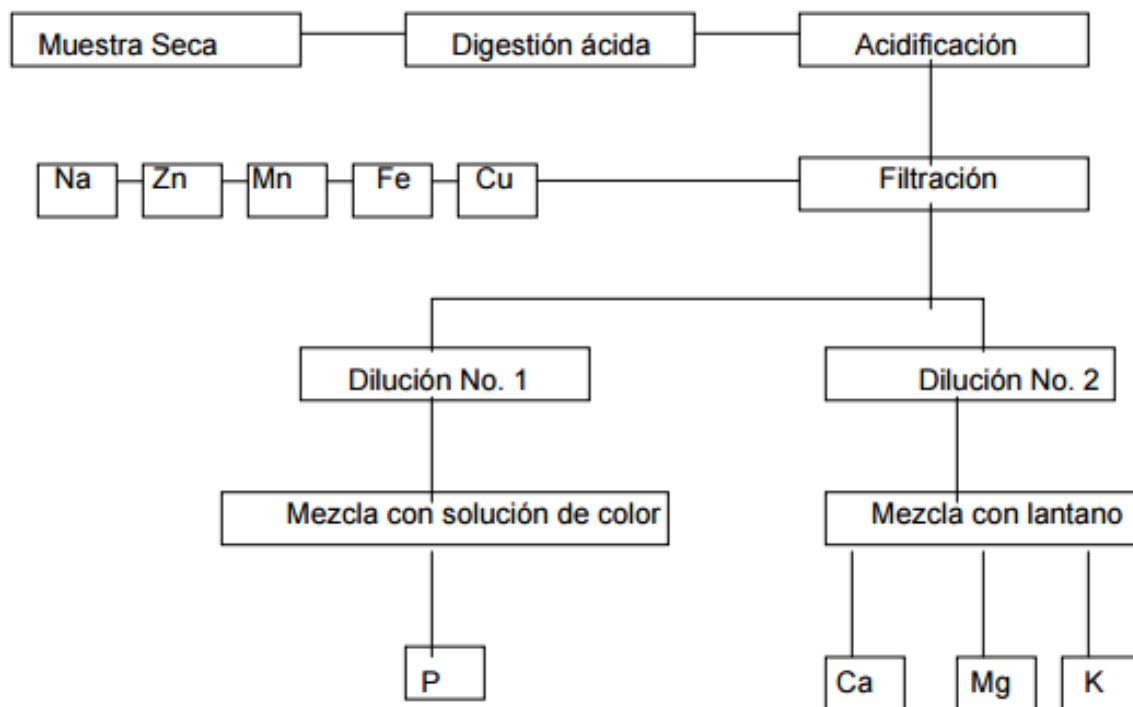 Muestra Seca
Digestión ácida
Acidificación
Na
Zn
Mn
Fe
Cu
Filtración
Dilución No. 1
Dilución No. 2
Mezcla con solución de color
Mezcla con lantano
P
Ca
Mg
K